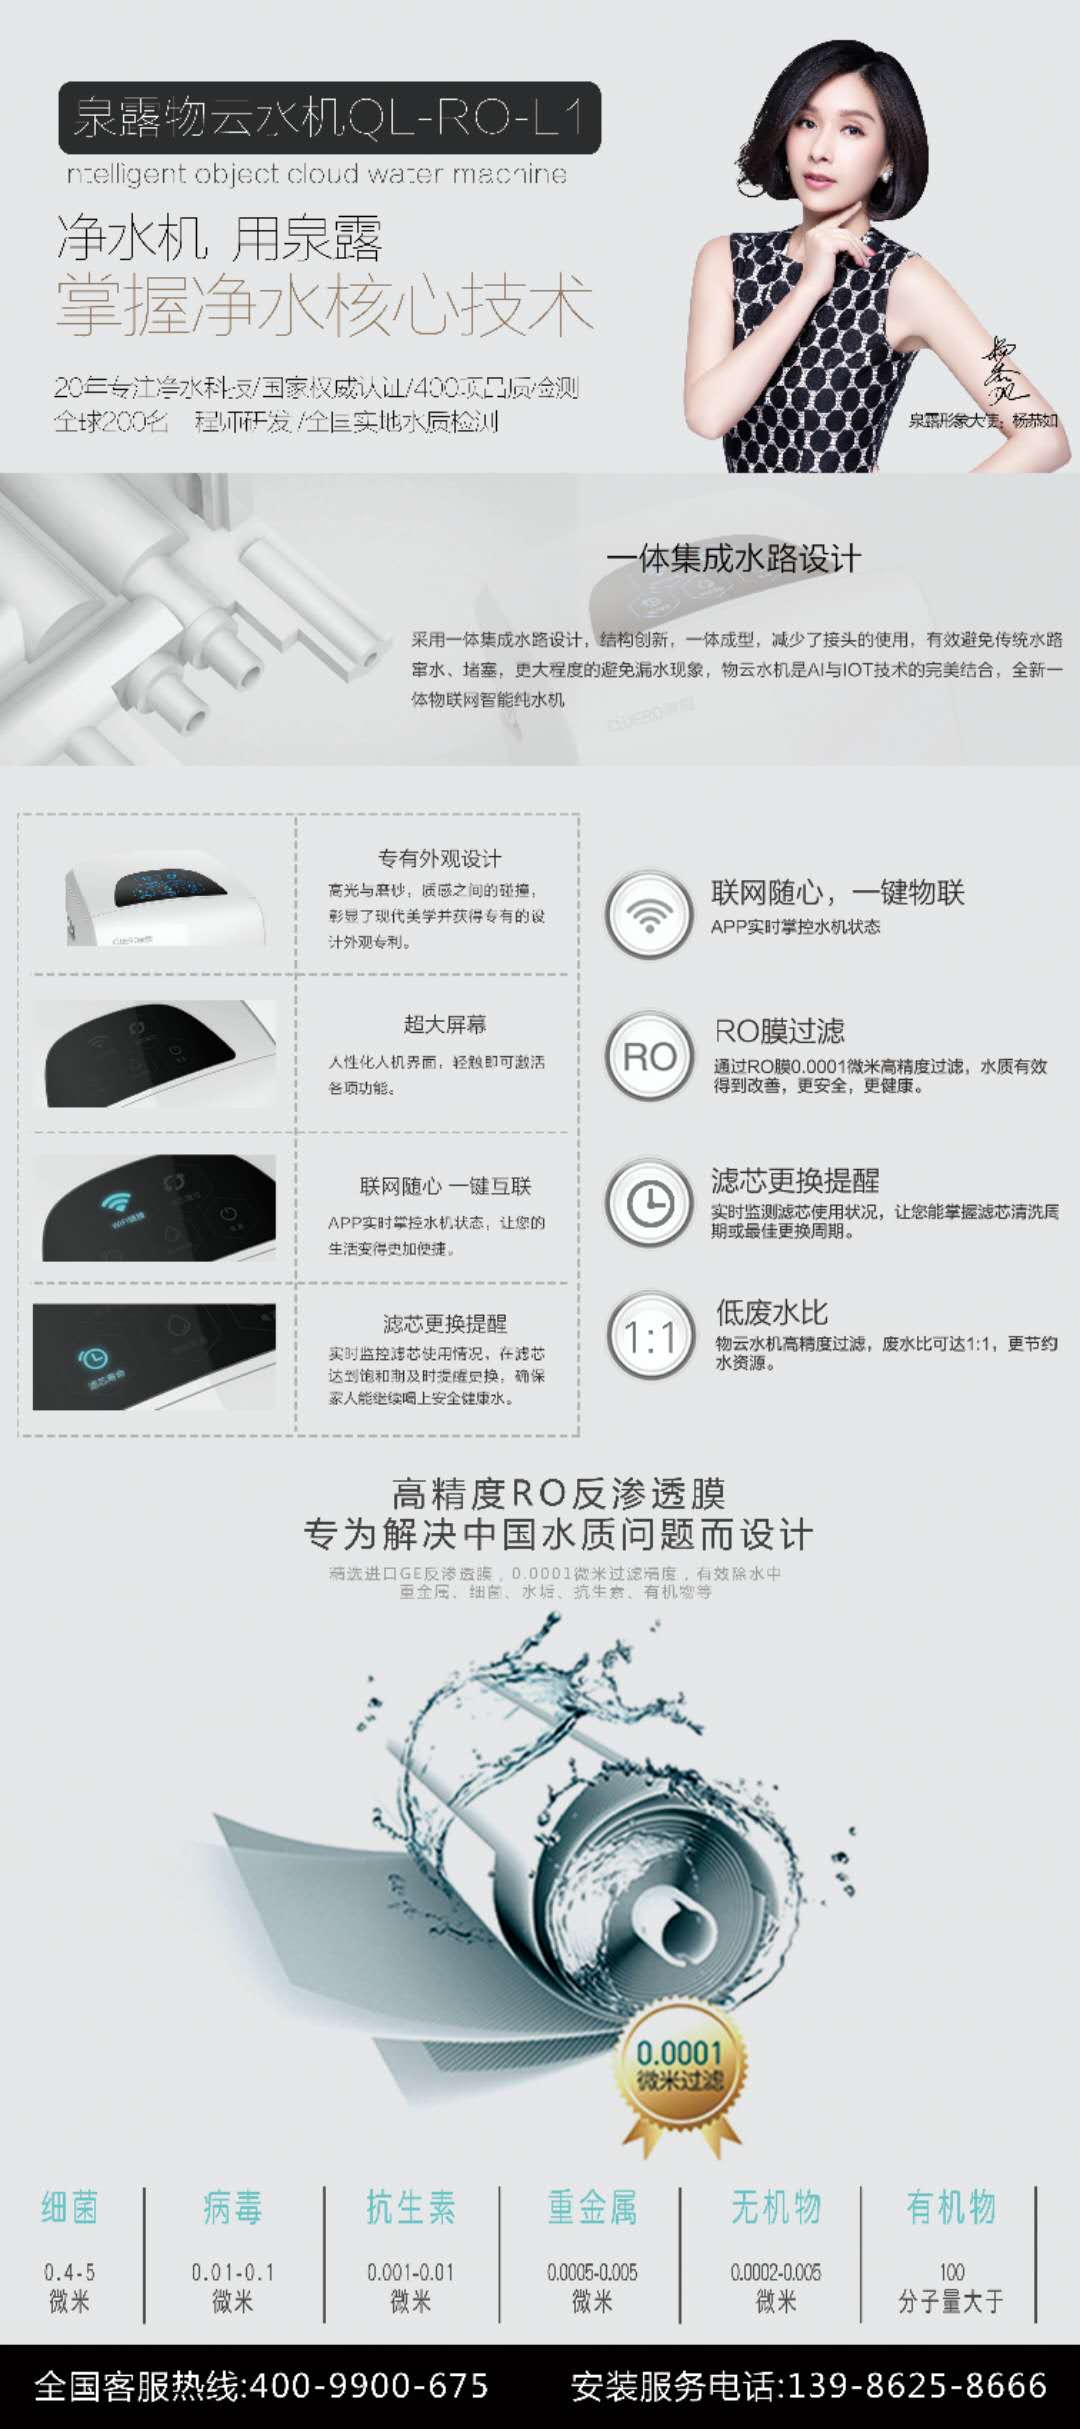 泉露物云水机QL-RO-L1
ntelligent object cloud water machine
净水机 用泉露
掌握净水核心技术
20年专注净水科技/国家权威认证/400项品质检测
全球200名 程师研发/全国实地水质检测
泉露形象大使：杨恭如
一体集成水路设计
采用一体集成水路设计，结构创新，一体成型，减少了接头的使用，有效避免传统水路
窜水、堵塞，更大程度的避免漏水现象，物云水机是AI与IOT技术的完美结合，全新一
体物联网智能纯水机
专有外观设计
高光与磨砂，质感之间的碰撞，
彰显了现代美学并获得专有的设
计外观专利。
超大屏幕
人性化人机界面，轻触即可激活
各项功能。
WiFi链接
联网随心 一键互联
APP实时掌控水机状态，让您的
生活变得更加便捷。
滤芯寿命
滤芯更换提醒
实时监控滤芯使用情况，在滤芯
达到饱和期及时提醒更换，确保
家人能继续喝上安全健康水。
联网随心，一键物联
APP实时掌控水机状态
RO
RO膜过滤
通过RO膜0.0001微米高精度过滤，水质有效
得到改善，更安全，更健康。
滤芯更换提醒
实时监测滤芯使用状况，让您能掌握滤芯清洗周
期或最佳更换周期。
1:1
低废水比
物云水机高精度过滤，废水比可达1:1，更节约
水资源。
高精度RO反渗透膜
专为解决中国水质问题而设计
精选进口GE反渗透膜，0.0001微米过滤精度，有效除水中
重金属、细菌、水垢、抗生素、有机物等
0.0001
微米过滤
细菌 病毒 抗生素 重金属 无机物 有机物
0.4-5 0.01-0.1 0.001-0.01 0.0005-0.005 0.0002-0.005 100
微米 微米 微米 微米 微米 分子量大于
全国客服热线:400-9900-675 安装服务电话:139-8625-8666